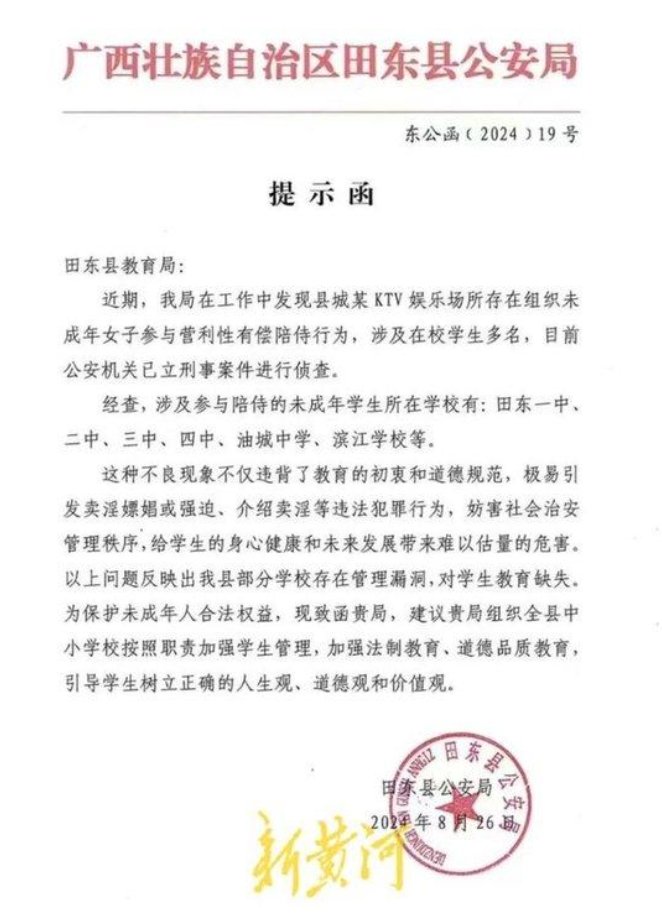 广西壮族自治区田东县公安局
东公函﹝2024﹞19号
提示函
田东县教育局：
近期，我局在工作中发现县城某KTV娱乐场所存在组织未
成年女子参与营利性有偿陪侍行为，涉及在校学生多名，目前
公安机关已立刑事案件进行侦查。
经查，涉及参与陪侍的未成年学生所在学校有：田东一中、
二中、三中、四中、油城中学、滨江学校等。
这种不良现象不仅违背了教育的初衷和道德规范，极易引
发卖淫嫖娼或强迫、介绍卖淫等违法犯罪行为，妨害社会治安
管理秩序，给学生的身心健康和未来发展带来难以估量的危害。
以上问题反映出我县部分学校存在管理漏洞，对学生教育缺失。
为保护未成年人合法权益，现致函贵局，建议贵局组织全县中
小学校按照职责加强学生管理，加强法制教育、道德品质教育，
引导学生树立正确的人生观、道德观和价值观。
田东县公安局
田东县公安局
2024年8月26日
新黄河